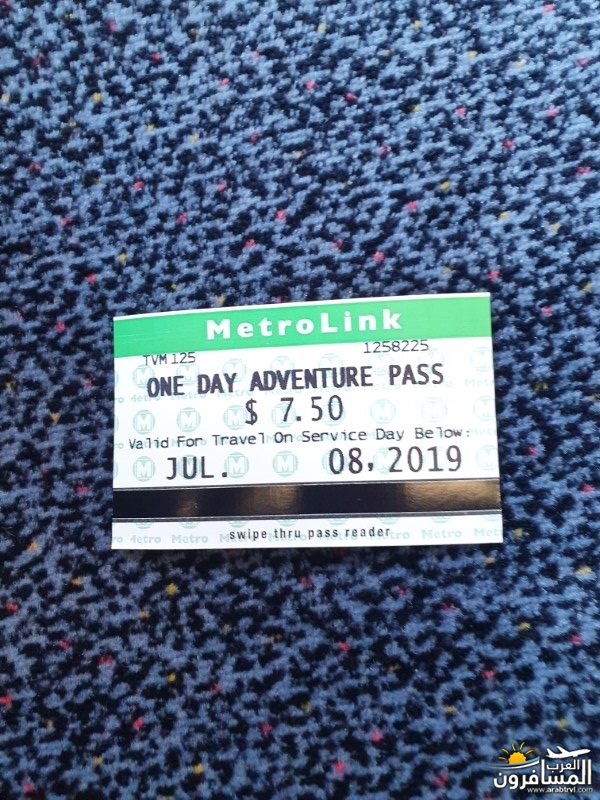 MetroLink
TVM 125 1258225
ONE DAY ADVENTURE PASS
$ 7.50
Valid For Travel On Service Day Below:
JUL. 08, 2019
swipe thru pass reader
العرب
المسافرون
www.arabtrvl.com